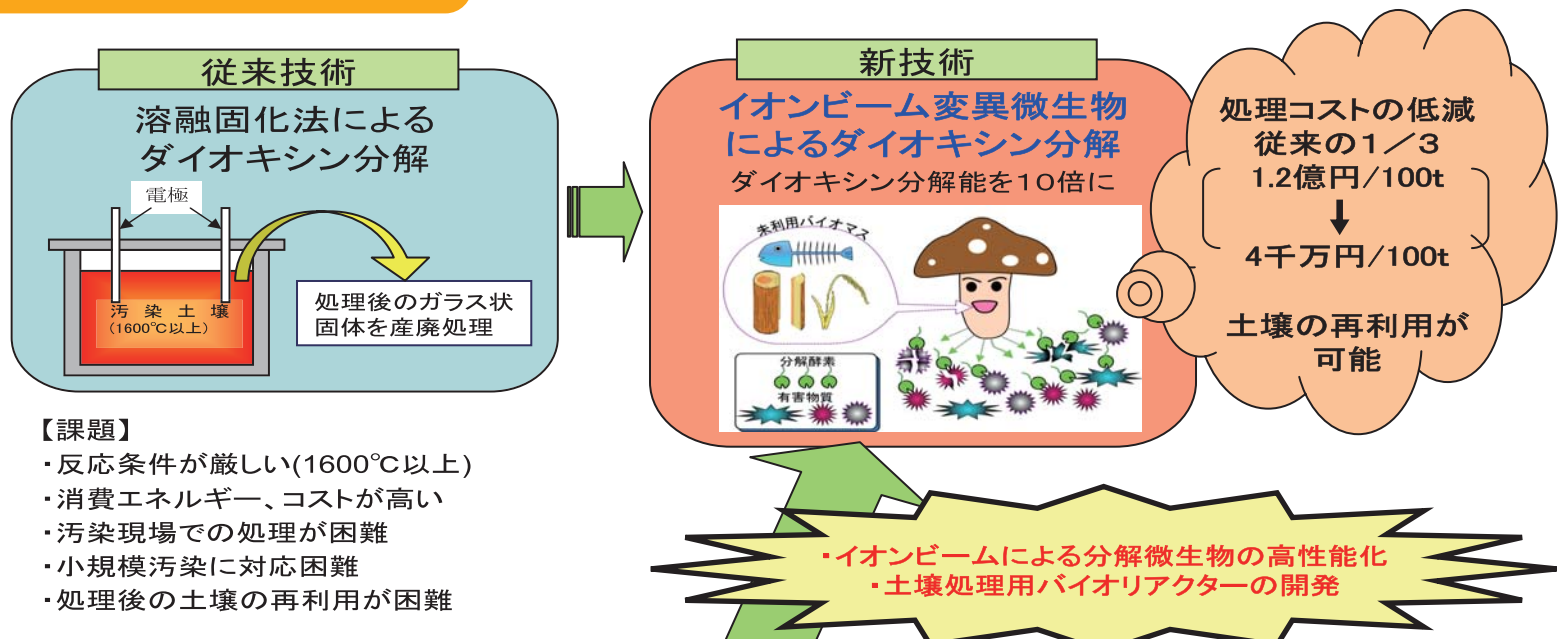 従来技術
溶融固化法による
ダイオキシン分解
電極
汚染土壌
(1600℃以上)
処理後のガラス状
固体を産廃処理
【課題】
・反応条件が厳しい(1600℃以上)
・消費エネルギー、コストが高い
・汚染現場での処理が困難
・小規模汚染に対応困難
・処理後の土壌の再利用が困難
新技術
イオンビーム変異微生物
によるダイオキシン分解
ダイオキシン分解能を10倍に
未利用バイオマス
分解酵素
有害物質
処理コストの低減
従来の1／3
1.2億円/100t
4千万円/100t
土壌の再利用が
可能
・イオンビームによる分解微生物の高性能化
・土壌処理用バイオリアクターの開発